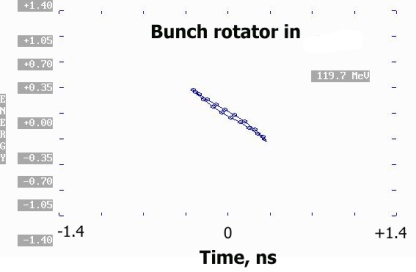 +1.40
Bunch rotator in
+1.05
+0.70
119.7 MeV
+0.35
ENERGY
+0.00
-0.35
-0.70
-1.05
-1.40
-1.4 0 +1.4
Time, ns